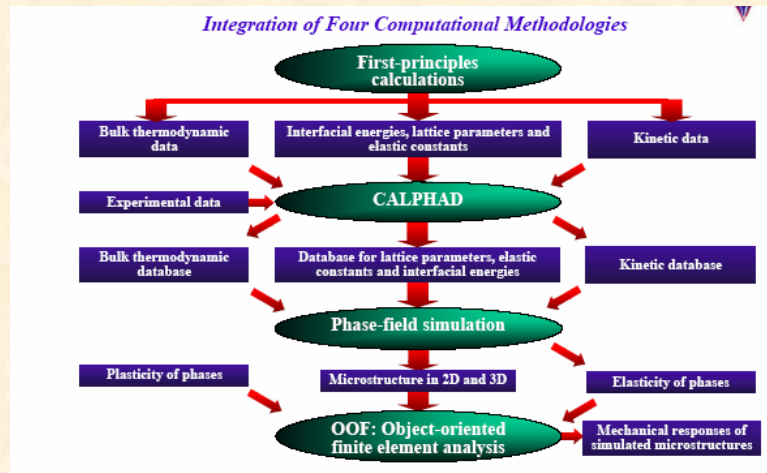 Integration of Four Computational Methodologies
First-principles
calculations
Bulk thermodynamic
data
Interfacial energies, lattice parameters and
elastic constants
Kinetic data
Experimental data
CALPHAD
Bulk thermodynamic
database
Database for lattice parameters, elastic
constants and interfacial energies
Kinetic database
Phase-field simulation
Plasticity of phases
Microstructure in 2D and 3D
Elasticity of phases
OOF: Object-oriented
finite element analysis
Mechanical responses of
simulated microstructures